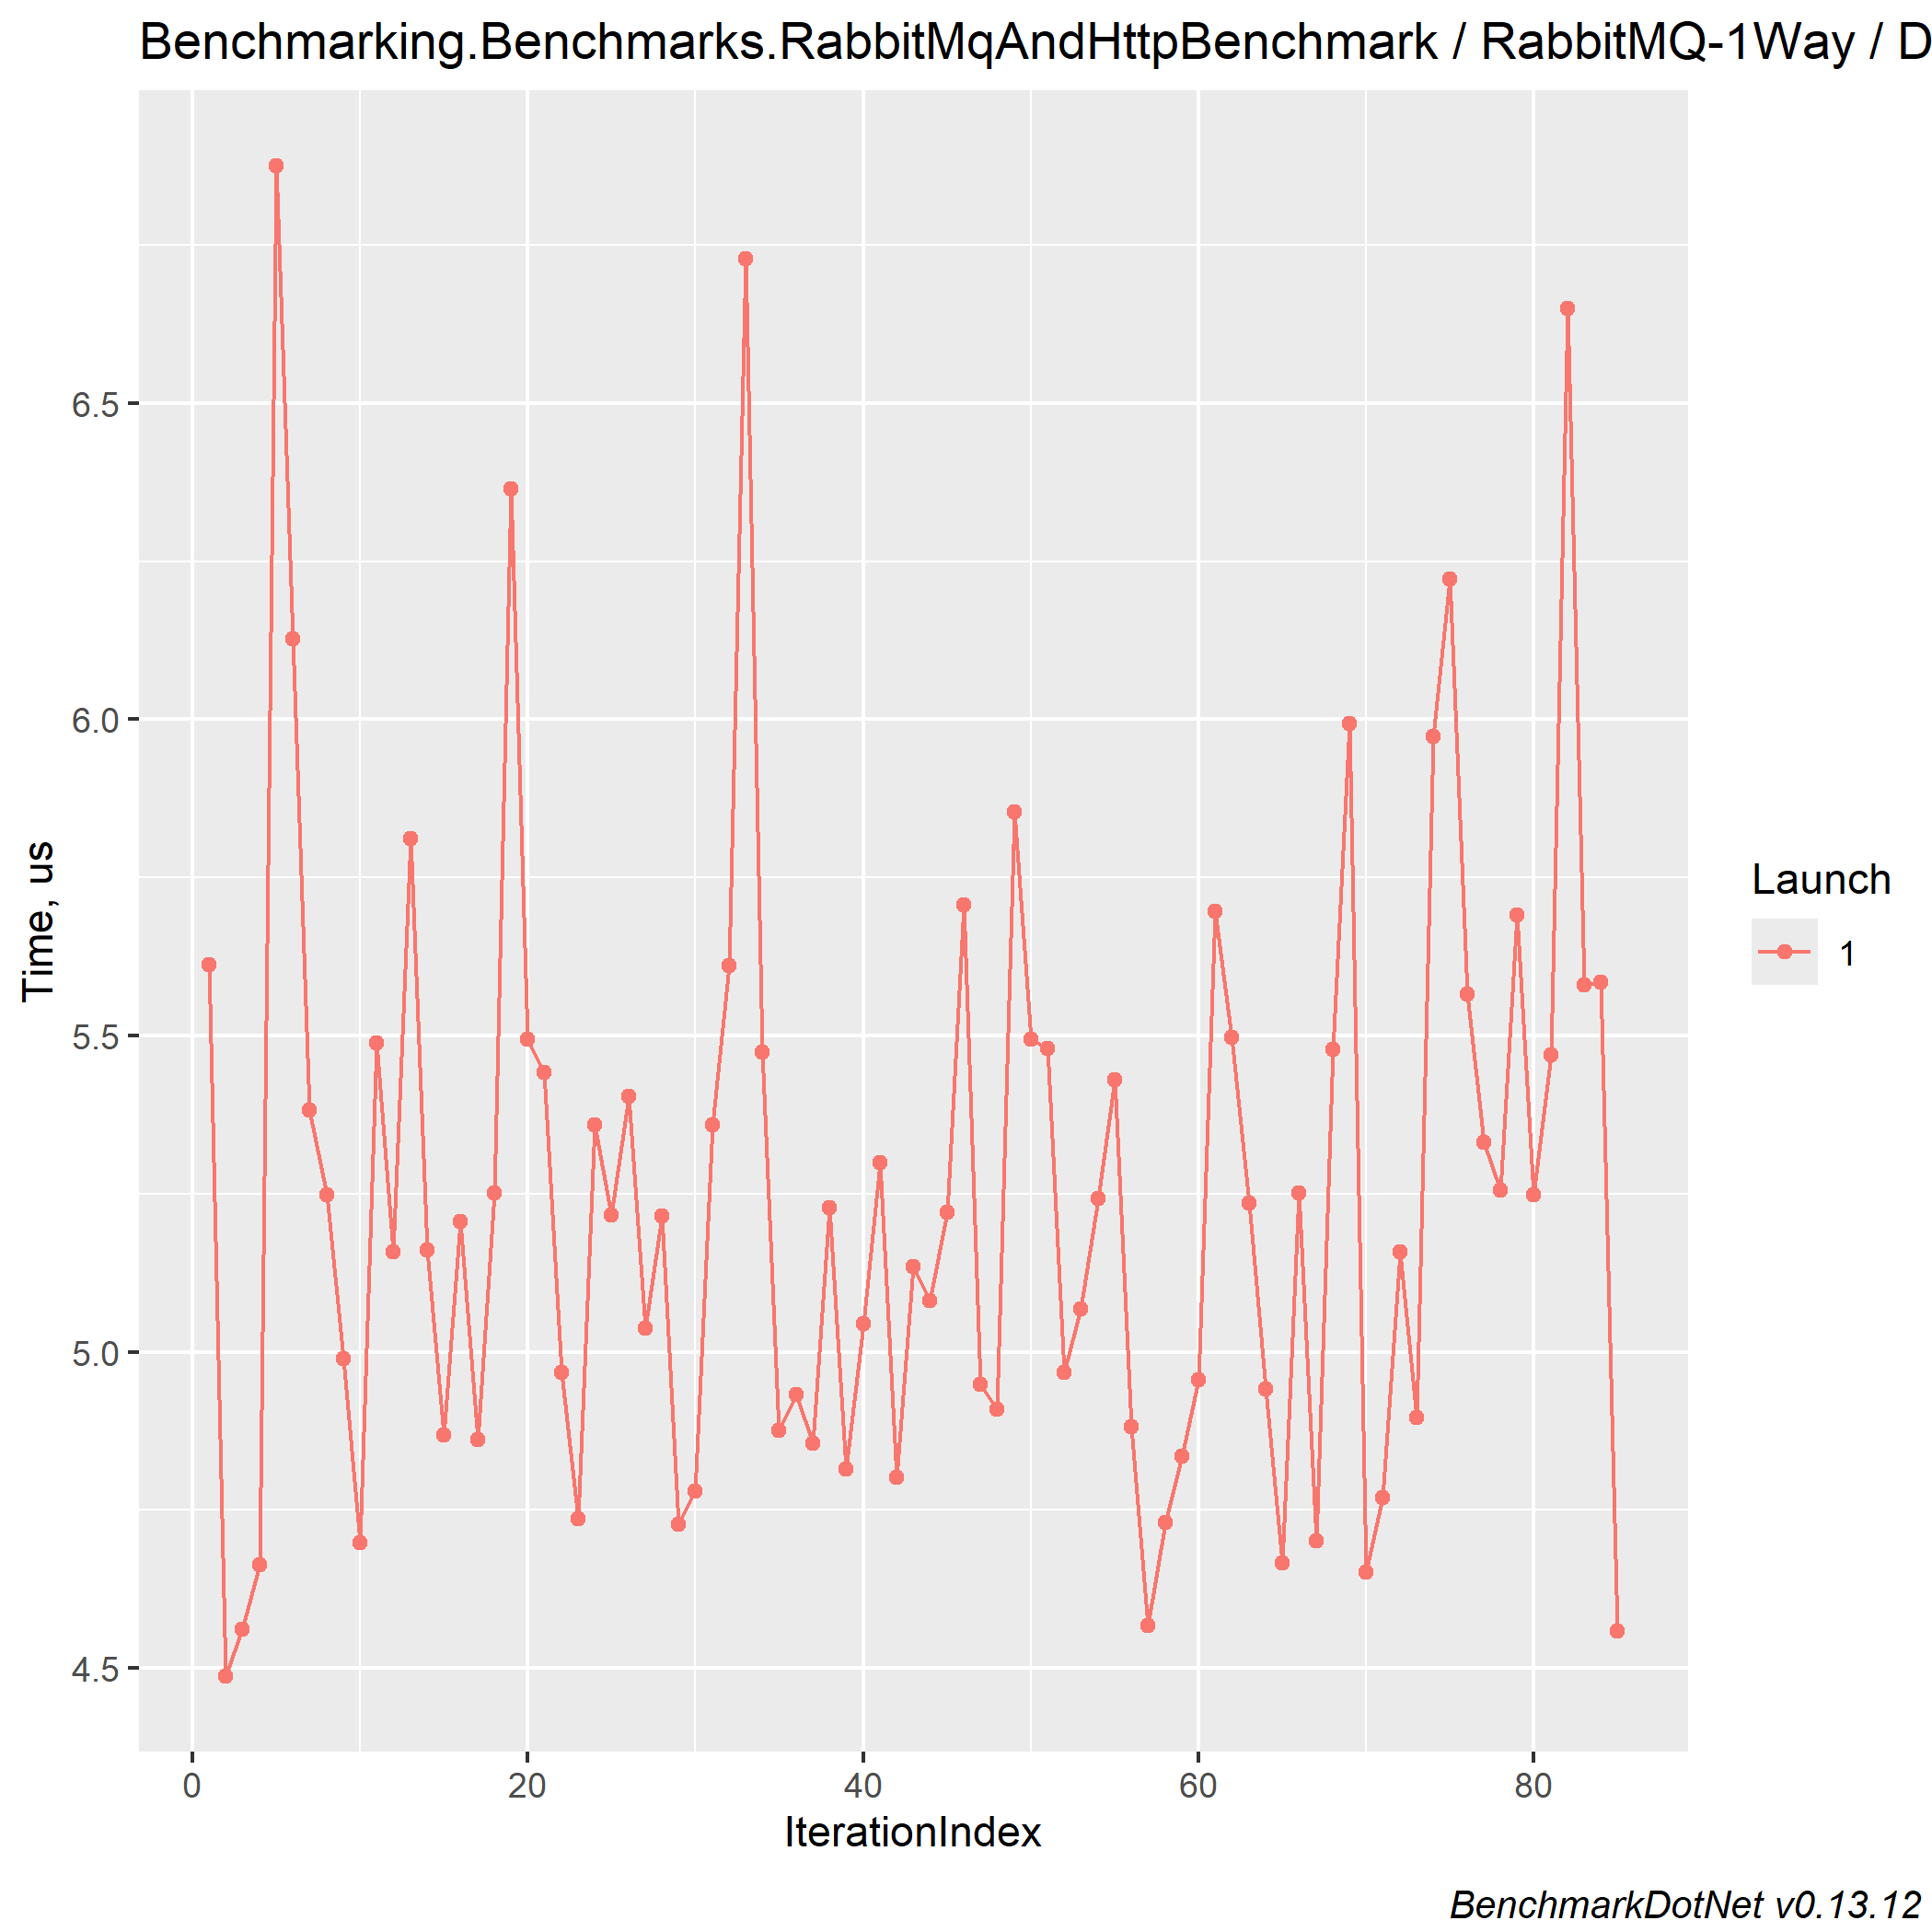 Benchmarking.Benchmarks.RabbitMqAndHttpBenchmark / RabbitMQ-1Way / D
6.5
6.0
5.5
5.0
4.5
Time, us
0 20 40 60 80
IterationIndex
Launch
1
BenchmarkDotNet v0.13.12